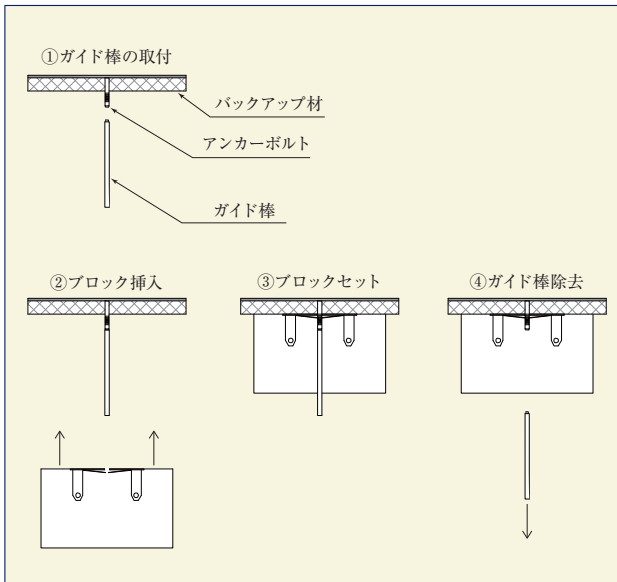 ①ガイド棒の取付
バックアップ材
アンカーボルト
ガイド棒
②ブロック挿入
③ブロックセット
④ガイド棒除去